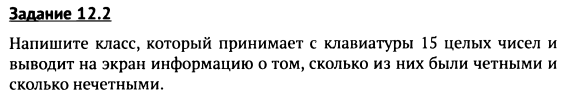 Задание 12.2
Напишите класс, который принимает с клавиатуры 15 целых чисел и
выводит на экран информацию о том, сколько из них были четными и
сколько нечетными.